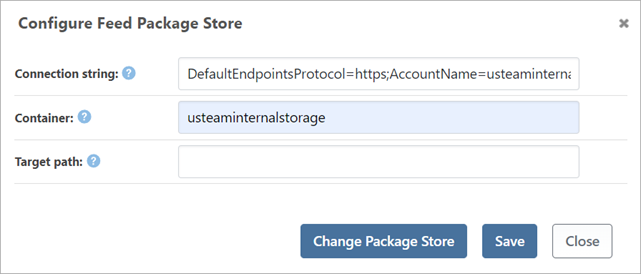 Configure Feed Package Store
Connection string:
DefaultEndpointsProtocol=https;AccountName=usteaminterna
Container:
usteaminternalstorage
Target path:
Change Package Store
Save
Close